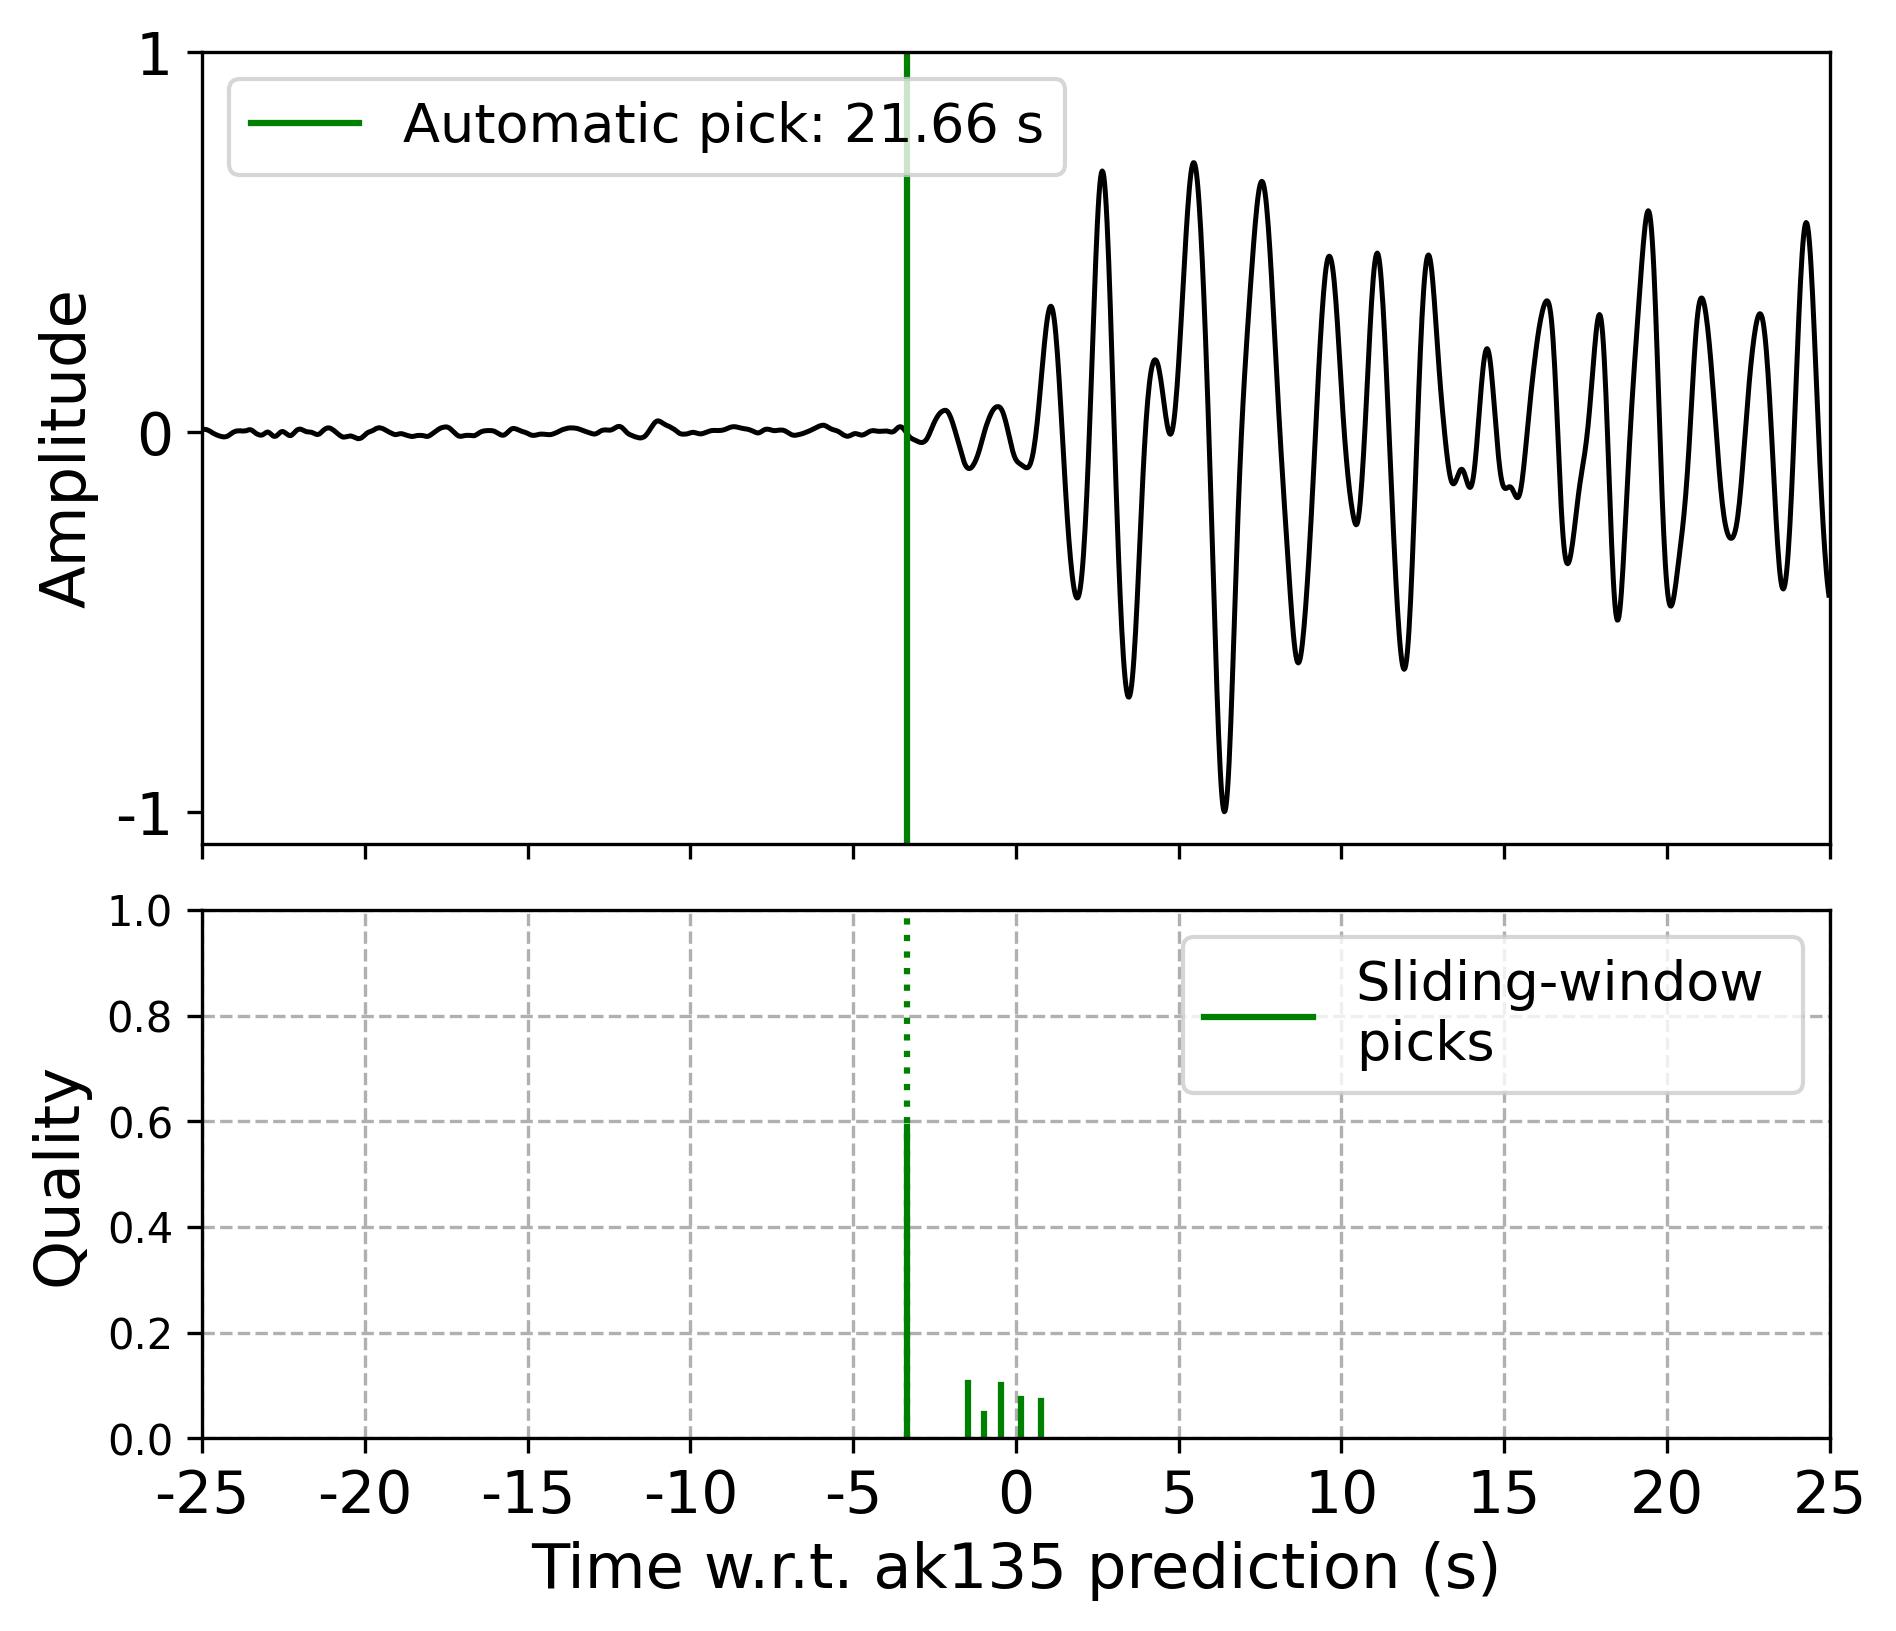 1
Automatic pick: 21.66 s
0
-1
Amplitude
1.0
0.8
0.6
0.4
0.2
0.0
Quality
Sliding-window
picks
-25 -20 -15 -10 -5 0 5 10 15 20 25
Time w.r.t. ak135 prediction (s)